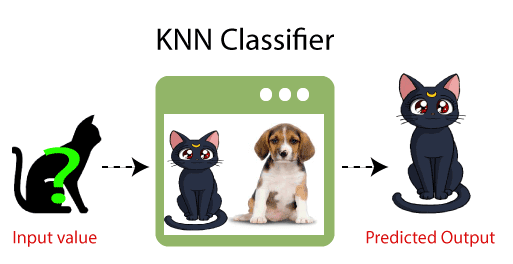 KNN Classifier
?
Input value
Predicted Output